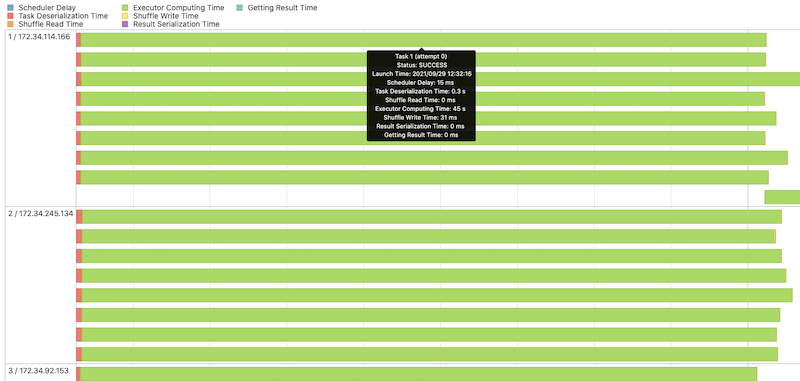 Scheduler Delay Executor Computing Time Getting Result Time
Task Deserialization Time Shuffle Write Time
Shuffle Read Time Result Serialization Time
1 / 172.34.114.166
Task 1 (attempt 0)
Status: SUCCESS
Launch Time: 2021/09/29 12:32:16
Scheduler Delay: 15 ms
Task Deserialization Time: 0.3 s
Shuffle Read Time: 0 ms
Executor Computing Time: 45 s
Shuffle Write Time: 31 ms
Result Serialization Time: 0 ms
Getting Result Time: 0 ms
2 / 172.34.245.134
3 / 172.34.92.153